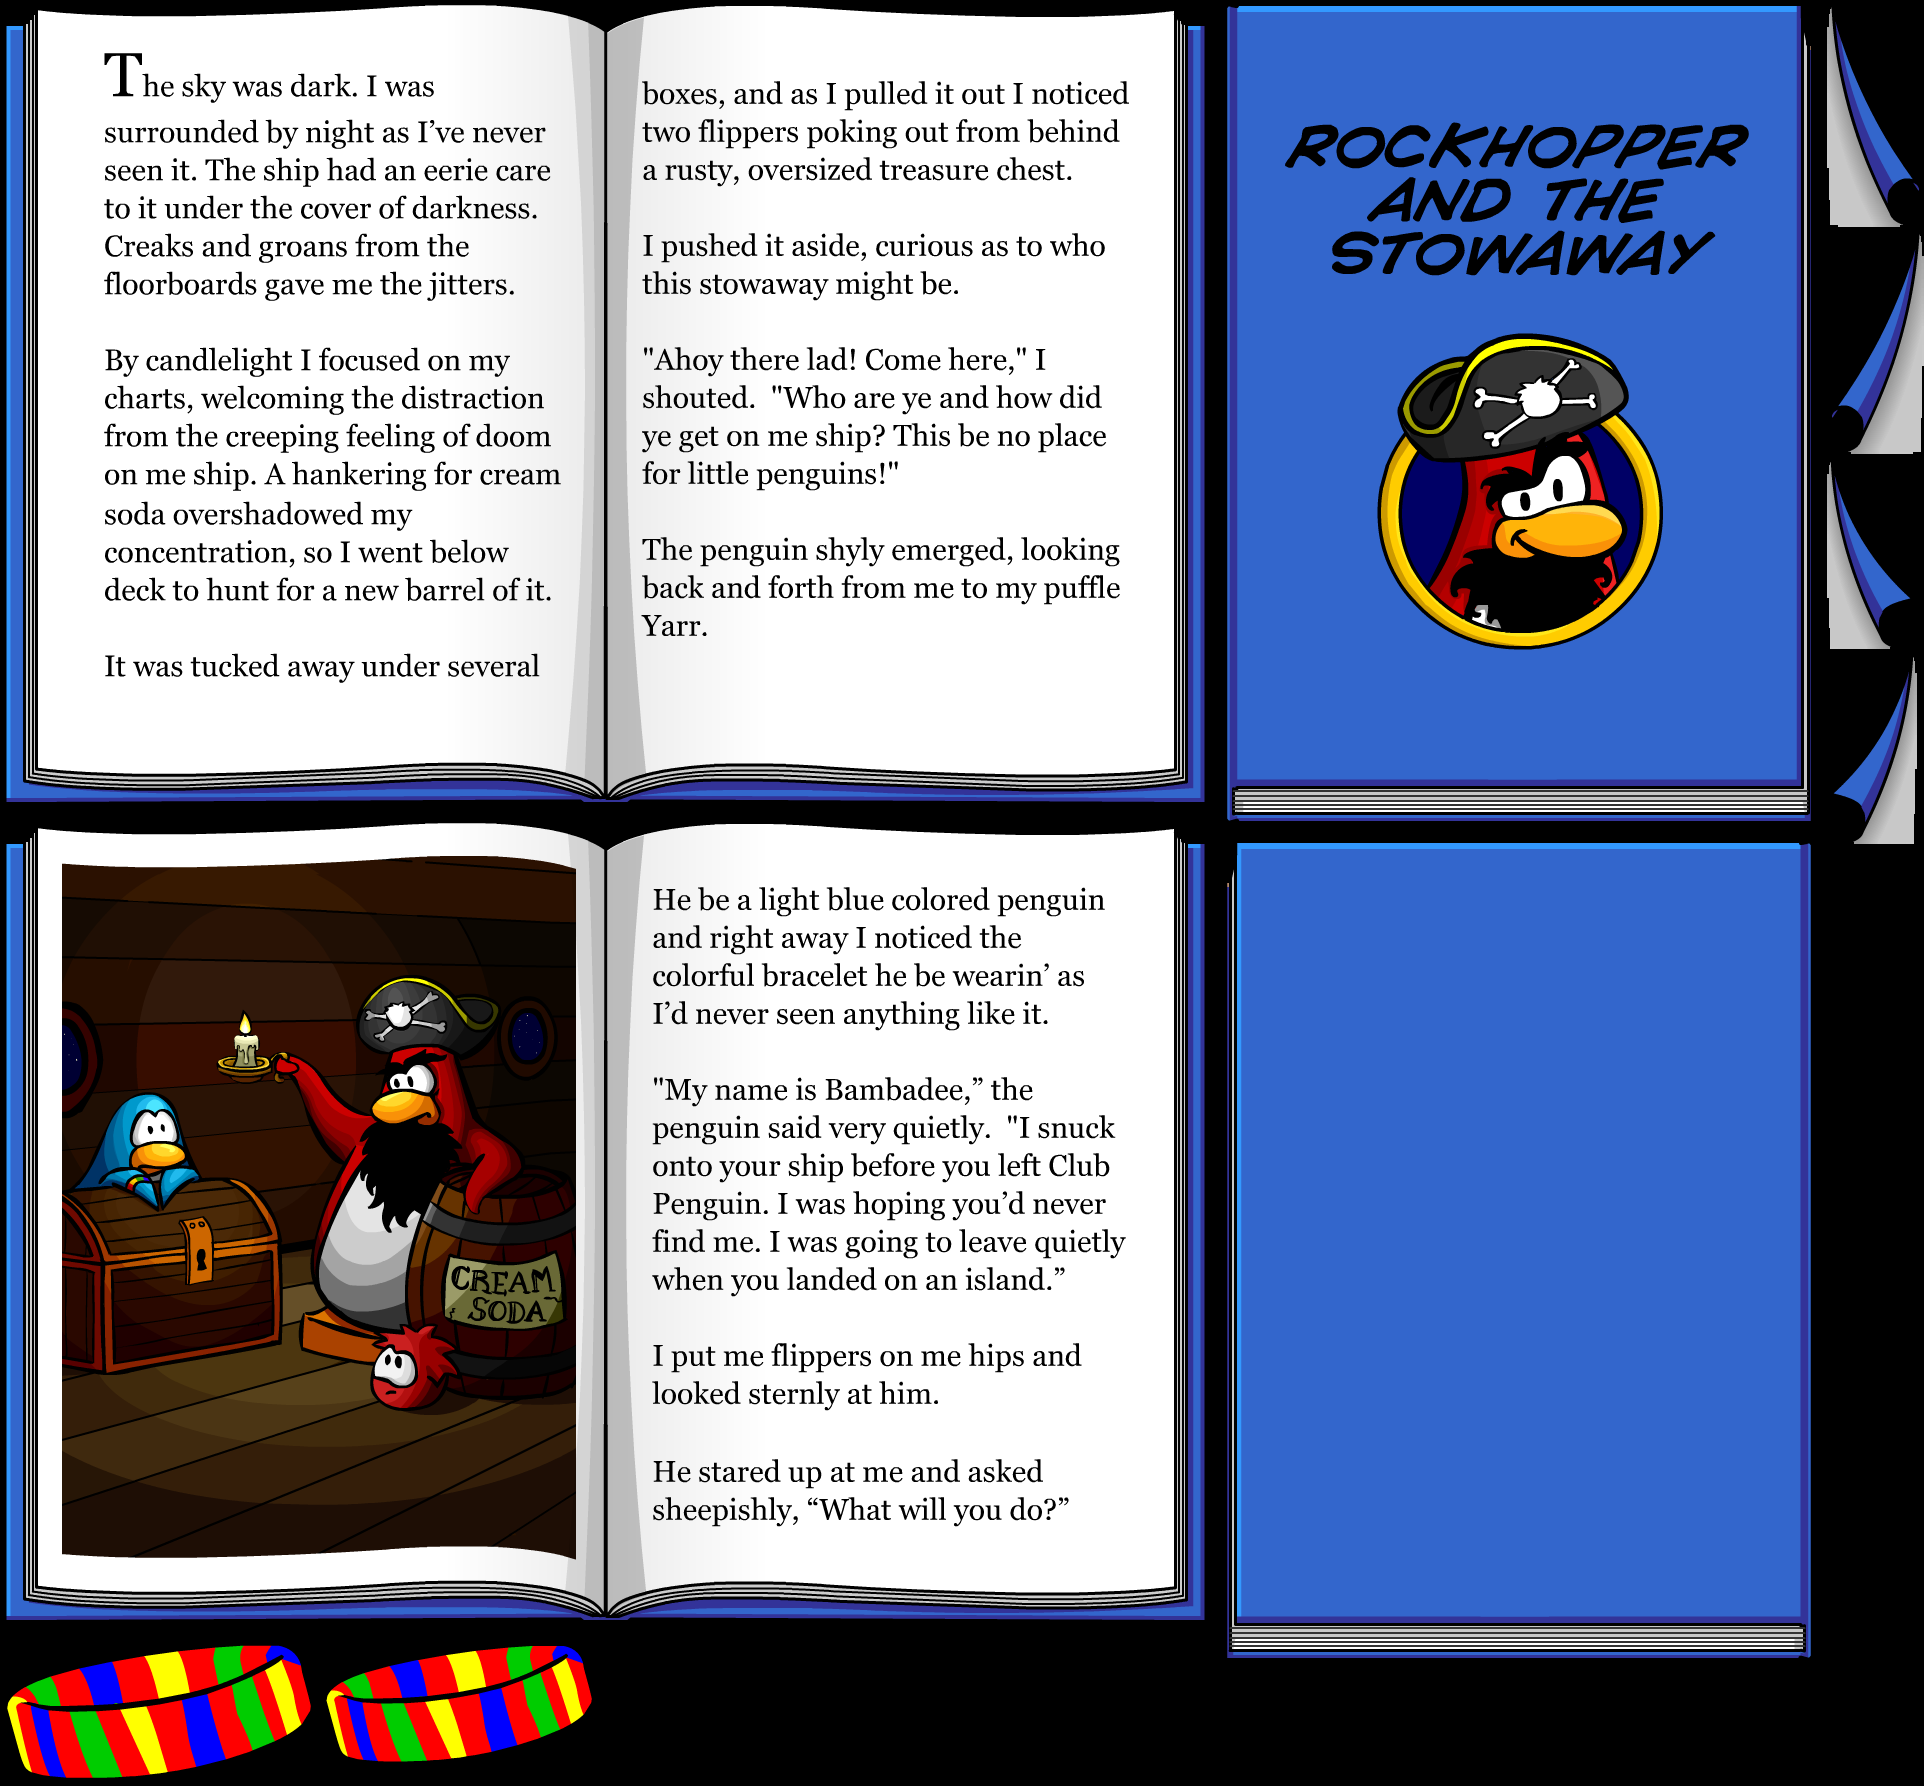 The sky was dark. I was
surrounded by night as I’ve never
seen it. The ship had an eerie care
to it under the cover of darkness.
Creaks and groans from the
floorboards gave me the jitters.
By candlelight I focused on my
charts, welcoming the distraction
from the creeping feeling of doom
on me ship. A hankering for cream
soda overshadowed my
concentration, so I went below
deck to hunt for a new barrel of it.
It was tucked away under several
boxes, and as I pulled it out I noticed
two flippers poking out from behind
a rusty, oversized treasure chest.
I pushed it aside, curious as to who
this stowaway might be.
"Ahoy there lad! Come here," I
shouted.  "Who are ye and how did
ye get on me ship? This be no place
for little penguins!"
The penguin shyly emerged, looking
back and forth from me to my puffle
Yarr.
ROCKHOPPER
AND THE
STOWAWAY
CREAM
SODA
He be a light blue colored penguin
and right away I noticed the
colorful bracelet he be wearin’ as
I’d never seen anything like it.
"My name is Bambadee,” the
penguin said very quietly.  "I snuck
onto your ship before you left Club
Penguin. I was hoping you’d never
find me. I was going to leave quietly
when you landed on an island.”
I put me flippers on me hips and
looked sternly at him.
He stared up at me and asked
sheepishly, “What will you do?”